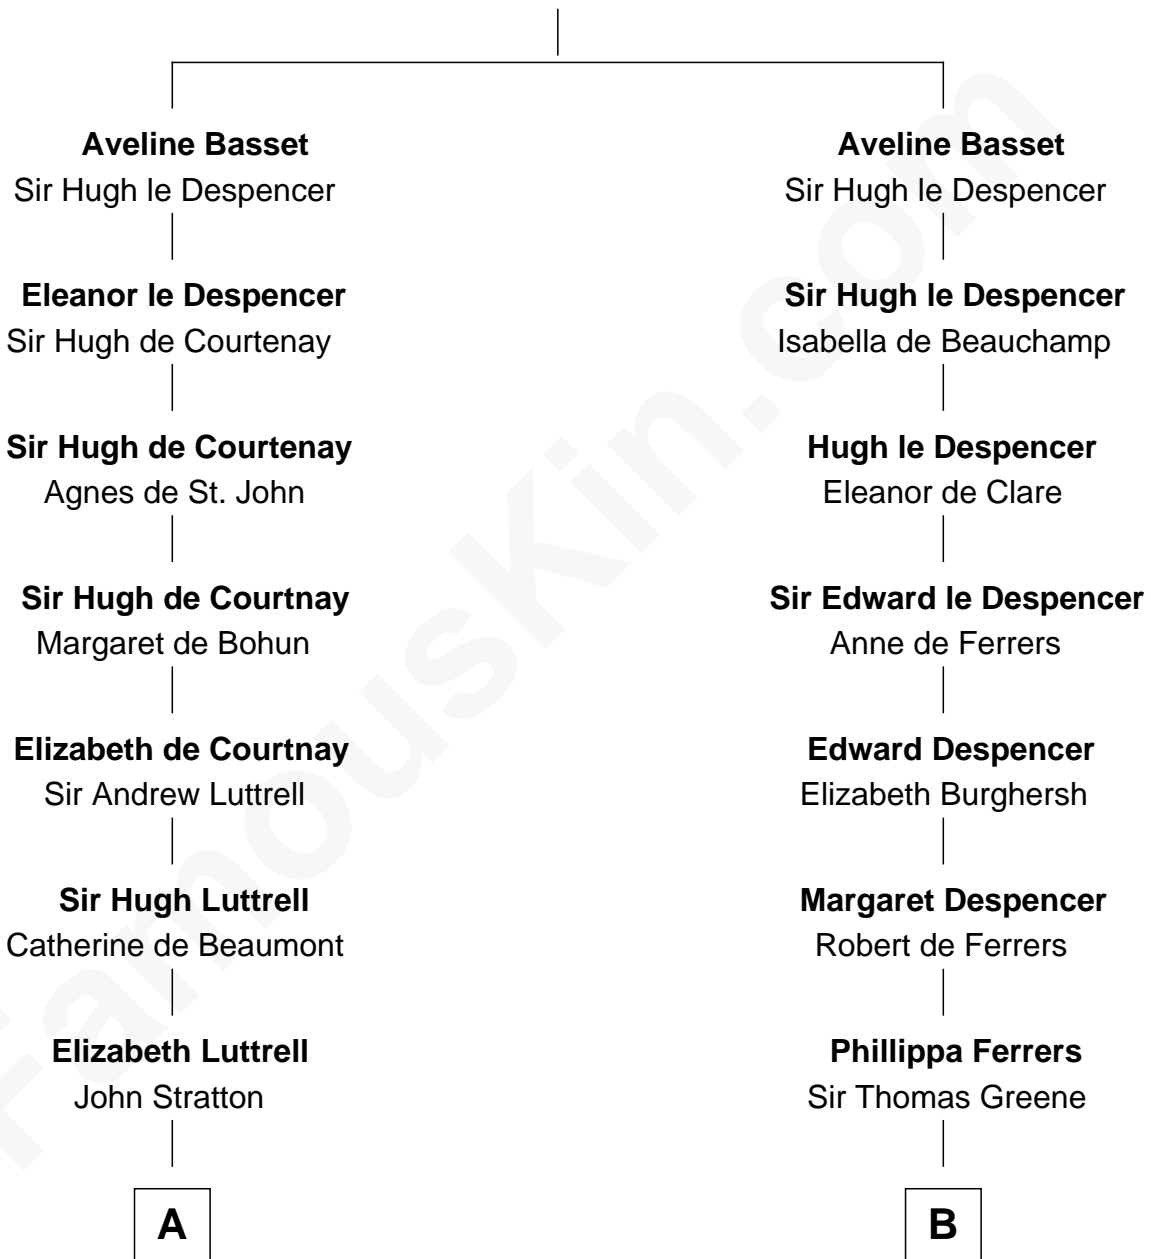 Aveline Basset
Sir Hugh le Despencer
Eleanor le Despencer
Sir Hugh de Courtenay
Sir Hugh de Courtenay
Agnes de St. John
Sir Hugh de Courtnay
Margaret de Bohun
Elizabeth de Courtnay
Sir Andrew Luttrell
Sir Hugh Luttrell
Catherine de Beaumont
Elizabeth Luttrell
John Stratton
A
Aveline Basset
Sir Hugh le Despencer
Sir Hugh le Despencer
Isabella de Beauchamp
Hugh le Despencer
Eleanor de Clare
Sir Edward le Despencer
Anne de Ferrers
Edward Despencer
Elizabeth Burghersh
Margaret Despencer
Robert de Ferrers
Phillippa Ferrers
Sir Thomas Greene
B
FamousKin.com